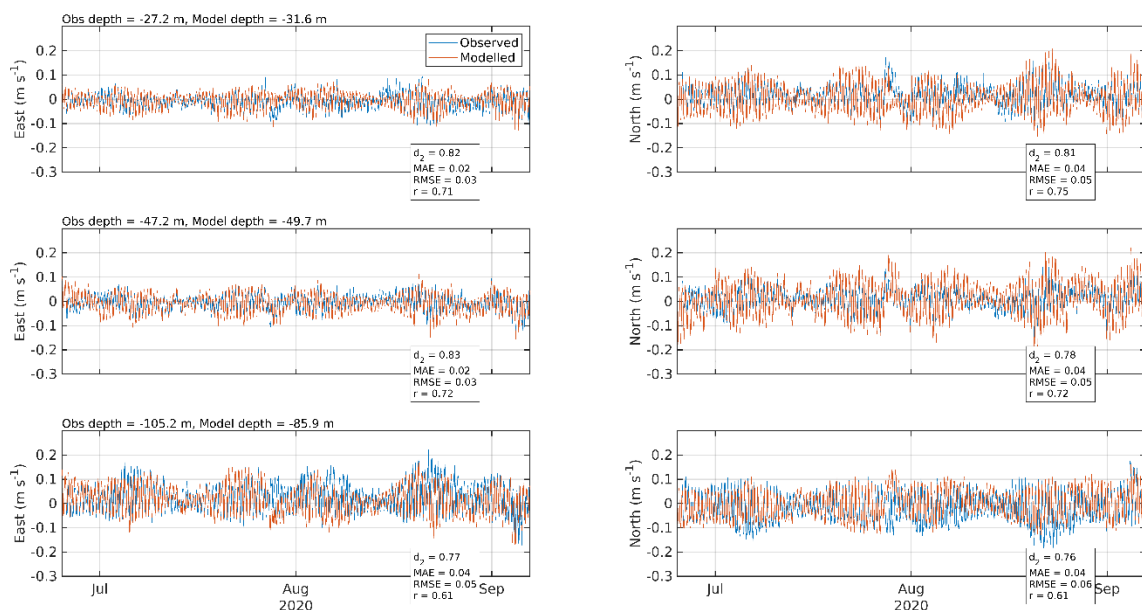 Obs depth = -27.2 m, Model depth = -31.6 m
0.2
0.1
0
-0.1
-0.2
-0.3
East (m s-1)
Observed
Modelled
d2 = 0.82
MAE = 0.02
RMSE = 0.03
r = 0.71
0.2
0.1
0
-0.1
-0.2
-0.3
North (m s-1)
d2 = 0.81
MAE = 0.04
RMSE = 0.05
r = 0.75
Obs depth = -47.2 m, Model depth = -49.7 m
0.2
0.1
0
-0.1
-0.2
-0.3
East (m s-1)
d2 = 0.83
MAE = 0.02
RMSE = 0.03
r = 0.72
0.2
0.1
0
-0.1
-0.2
-0.3
North (m s-1)
d2 = 0.78
MAE = 0.04
RMSE = 0.05
r = 0.72
Obs depth = -105.2 m, Model depth = -85.9 m
0.2
0.1
0
-0.1
-0.2
-0.3
East (m s-1)
d2 = 0.77
MAE = 0.04
RMSE = 0.05
r = 0.61
Jul
Aug
Sep
2020
0.2
0.1
0
-0.1
-0.2
-0.3
North (m s-1)
d2 = 0.76
MAE = 0.04
RMSE = 0.06
r = 0.61
Jul
Aug
Sep
2020